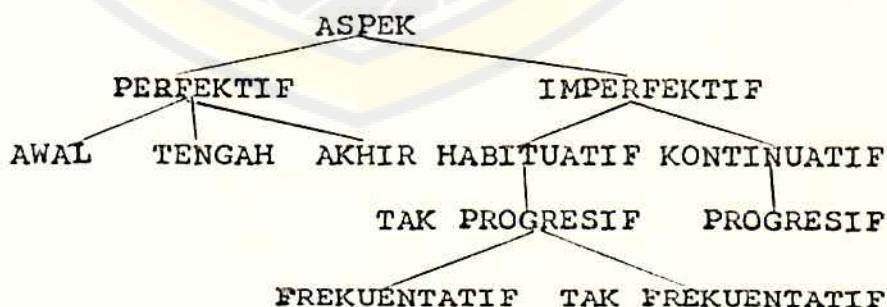 ASPEK
PERFEKTIF IMPERFEKTIF
AWAL TENGAH AKHIR HABITUATIF KONTINUATIF
TAK PROGRESIF PROGRESIF
FREKUENTATIF TAK FREKUENTATIF